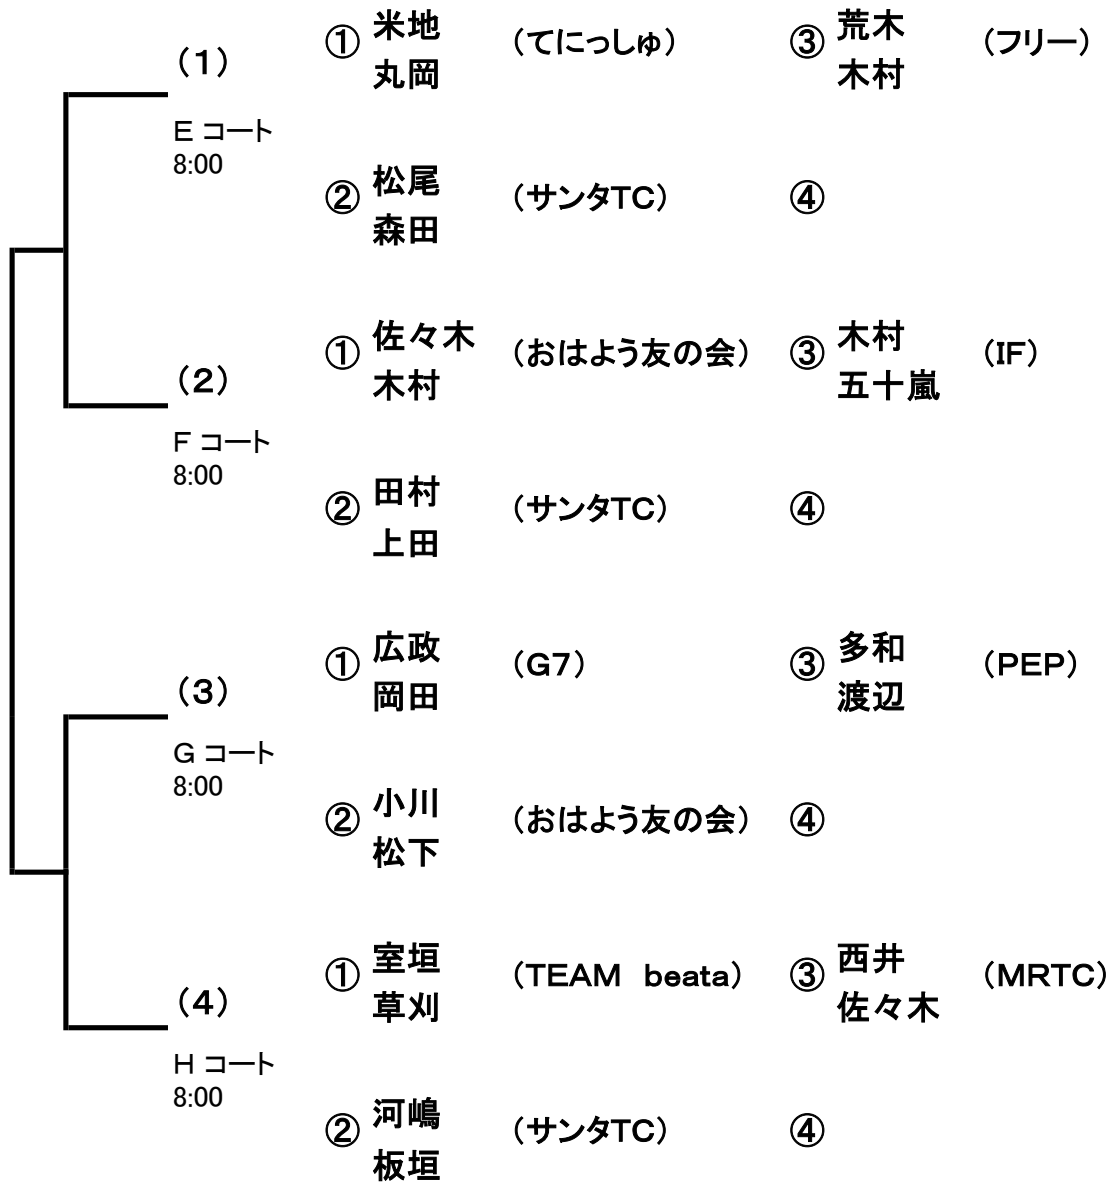 （1）
Ｅ コート
8:00
① 米地
丸岡
（てにっしゅ）
③ 荒木
木村
（フリー）
② 松尾
森田
（サンタTC）
④
（2）
Ｆ コート
8:00
① 佐々木
木村
（おはよう友の会）
③ 木村
五十嵐
（IF）
② 田村
上田
（サンタTC）
④
（3）
Ｇ コート
8:00
① 広政
岡田
（G7）
③ 多和
渡辺
（PEP）
② 小川
松下
（おはよう友の会）
④
（4）
Ｈ コート
8:00
① 室垣
草刈
（TEAM　beata）
③ 西井
佐々木
（MRTC）
② 河嶋
板垣
（サンタTC）
④